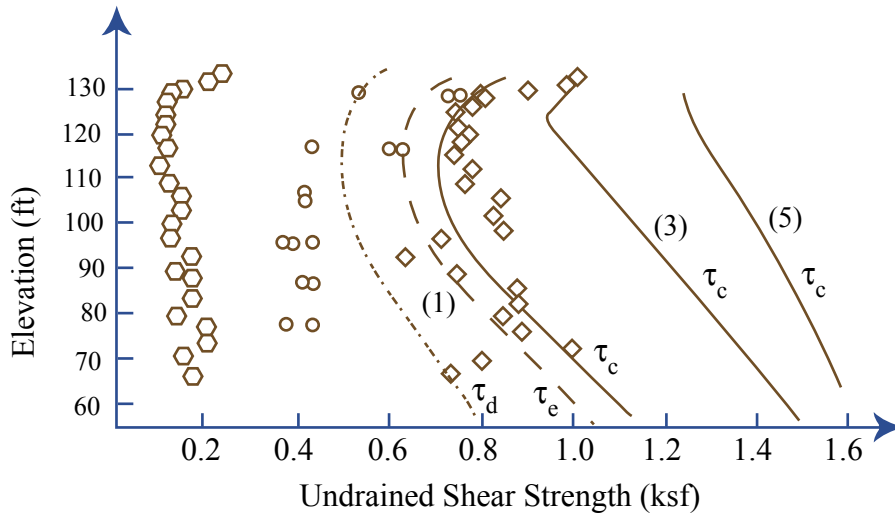 130
120
110
100
90
80
70
60
Elevation (ft)
(1)
(3)
(5)
τd
τe
τc
τc
τc
0.2
0.4
0.6
0.8
1.0
1.2
1.4
1.6
Undrained Shear Strength (ksf)